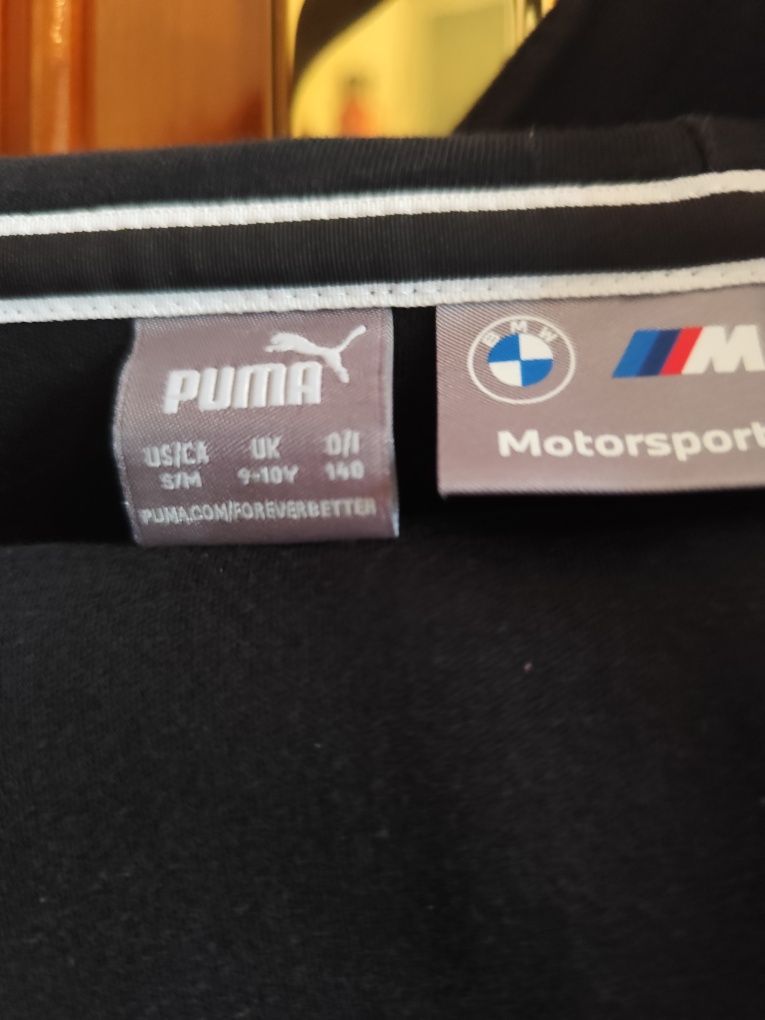 PUMA
US/CA UK D/I
S/M 9-10Y 140
PUMA.COM/FOREVERBETTER
BMW
M
Motorsport